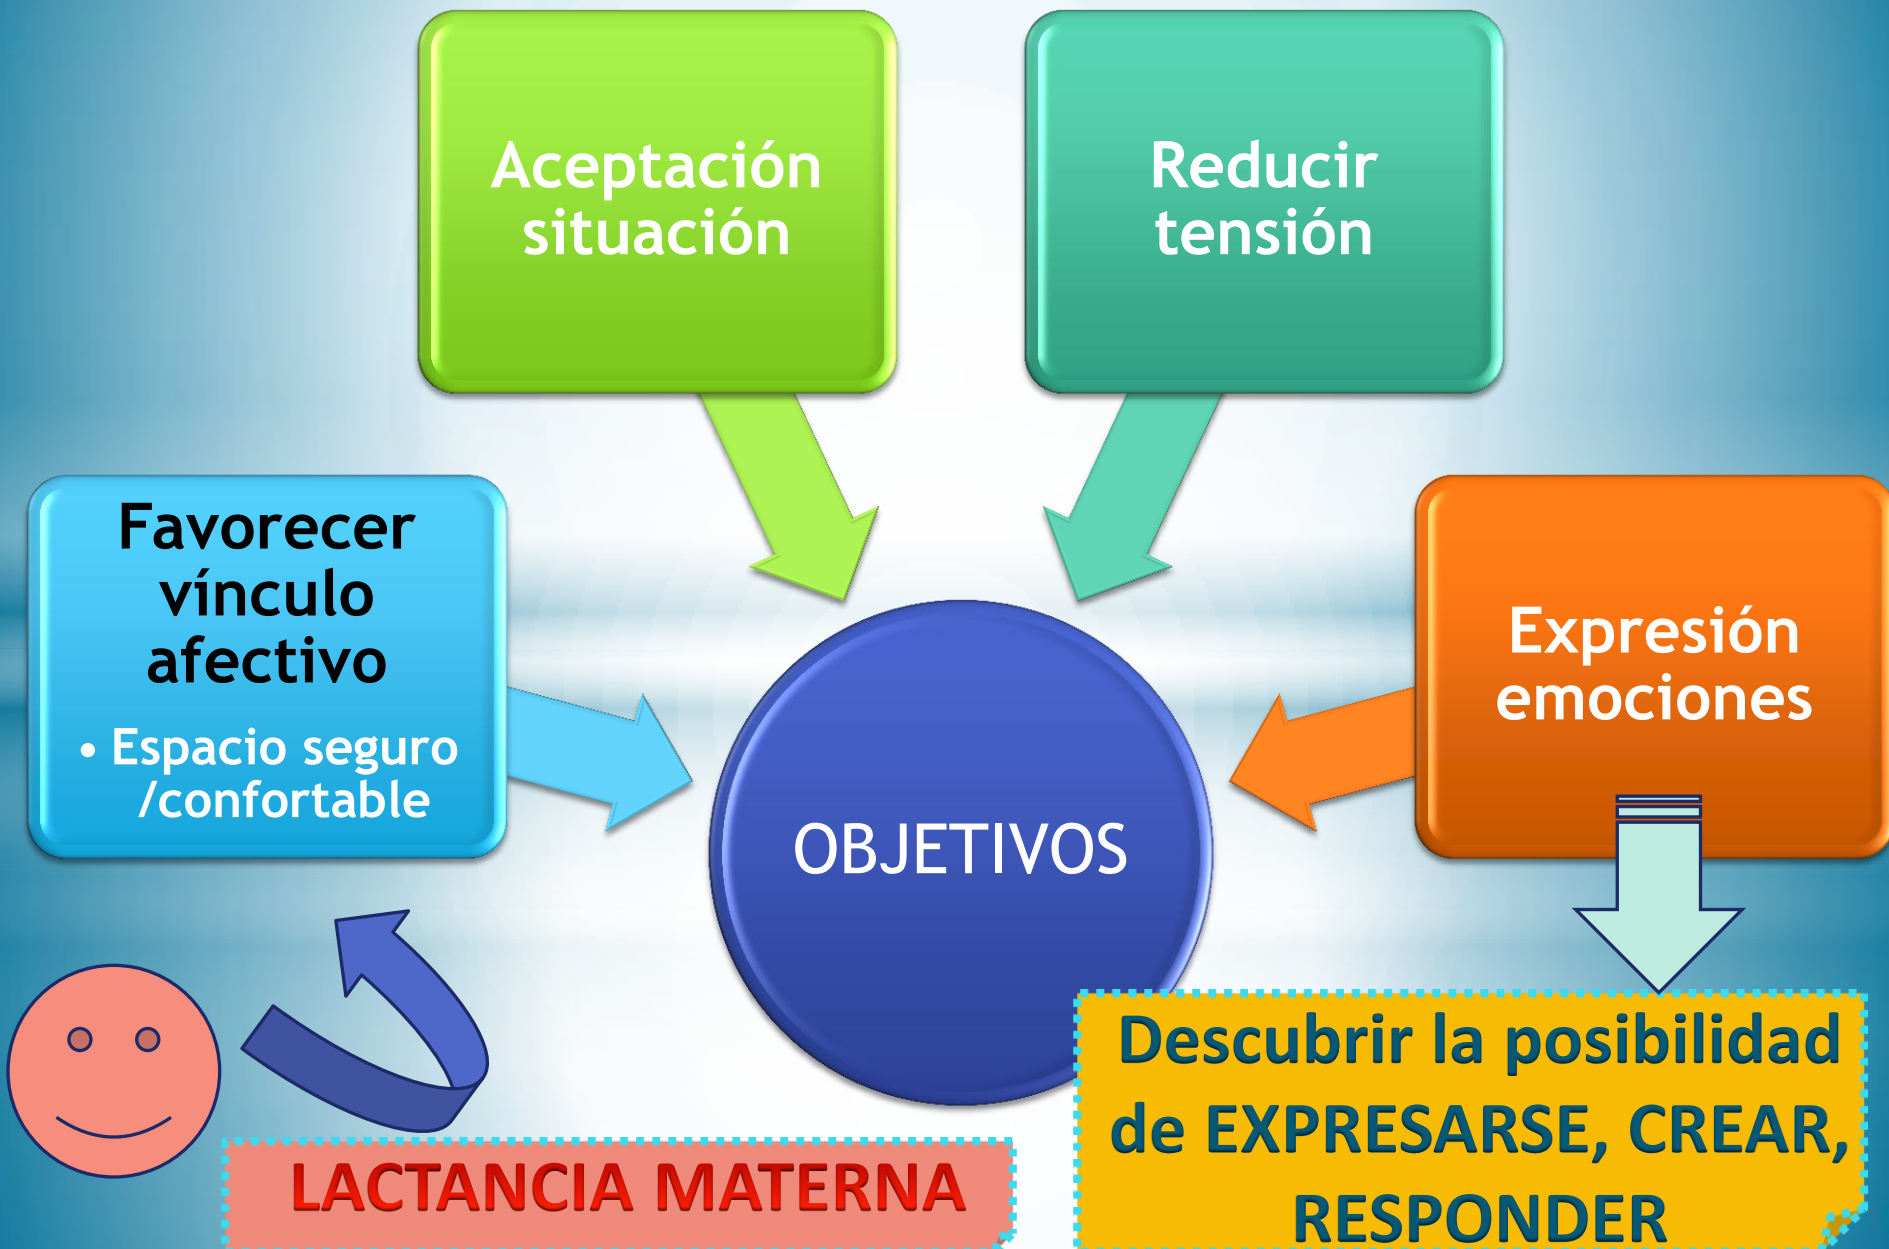 Aceptación
situación
Reducir
tensión
Favorecer
vínculo
afectivo
• Espacio seguro
/confortable
Expresión
emociones
OBJETIVOS
Descubrir la posibilidad
de EXPRESARSE, CREAR,
RESPONDER
LACTANCIA MATERNA